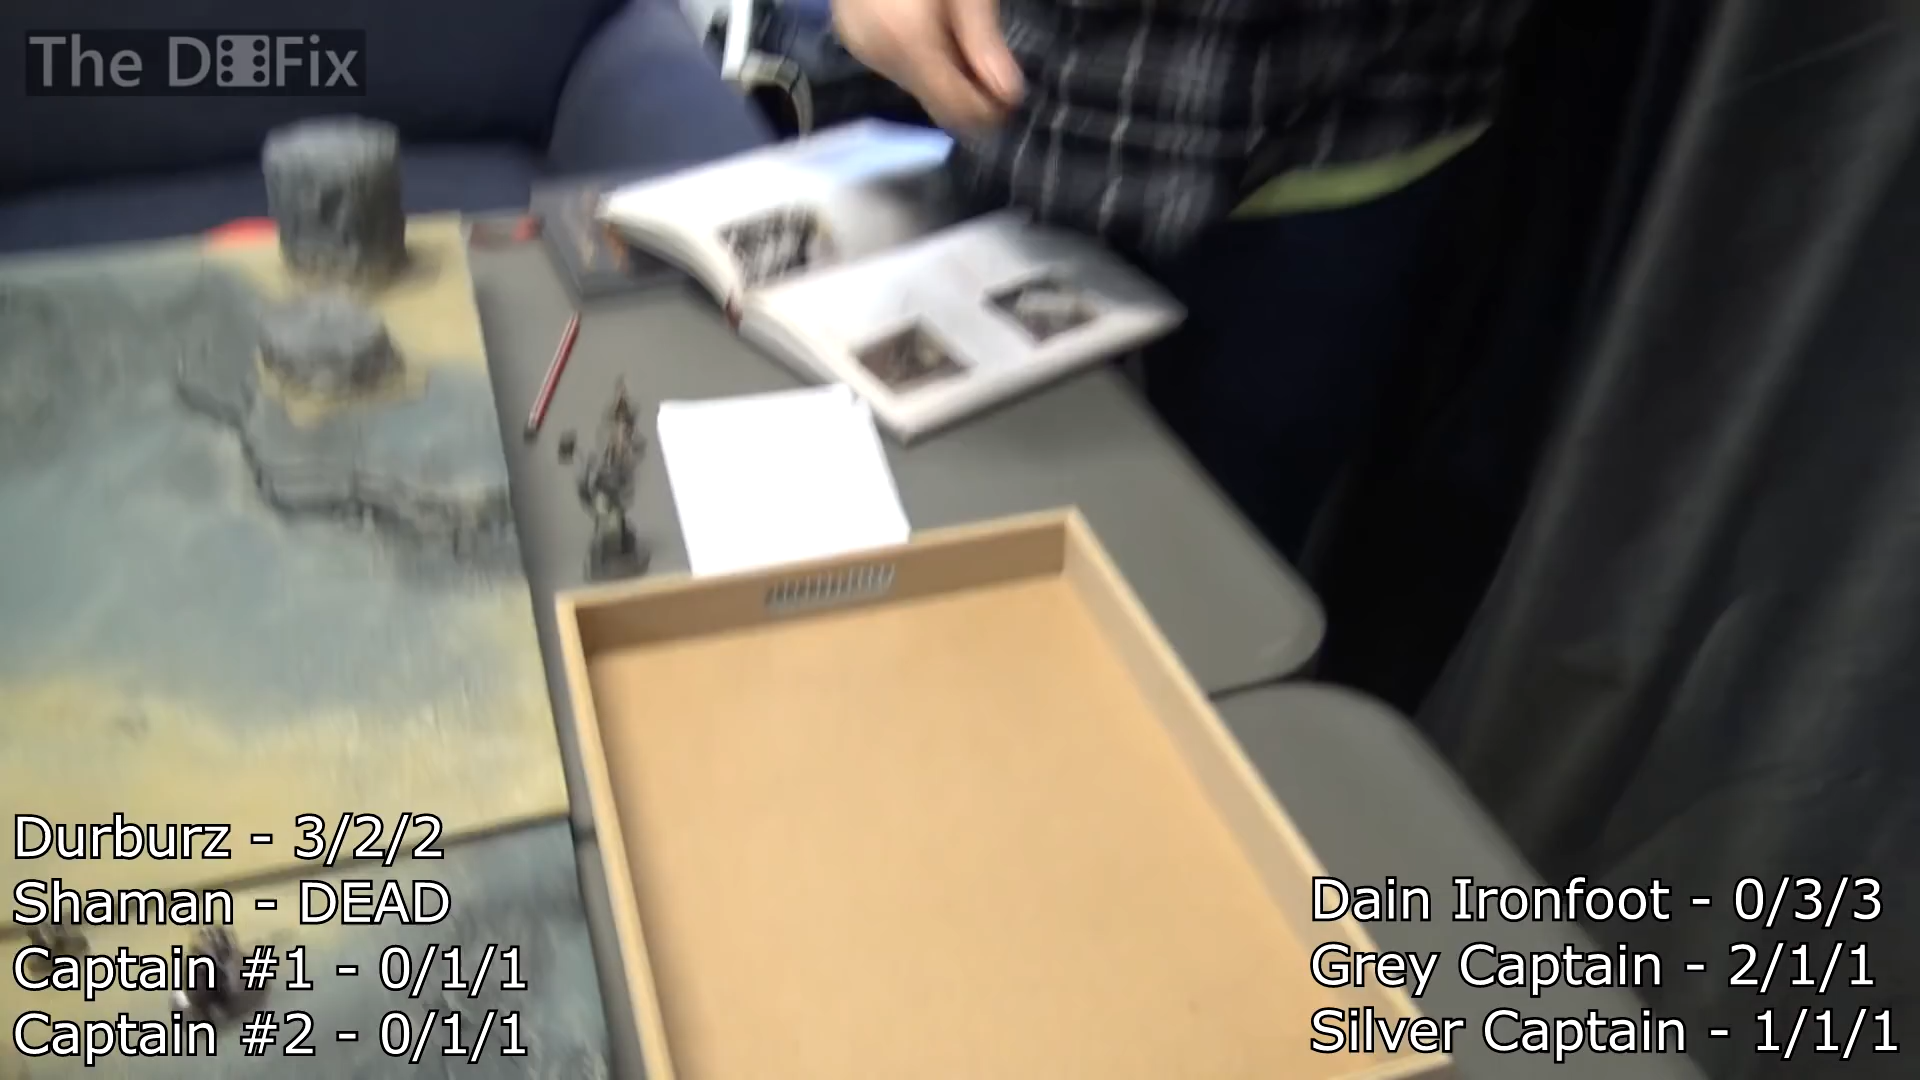 The D Fix
Durburz - 3/2/2
Shaman - DEAD
Captain #1 - 0/1/1
Captain #2 - 0/1/1
Dain Ironfoot - 0/3/3
Grey Captain - 2/1/1
Silver Captain - 1/1/1